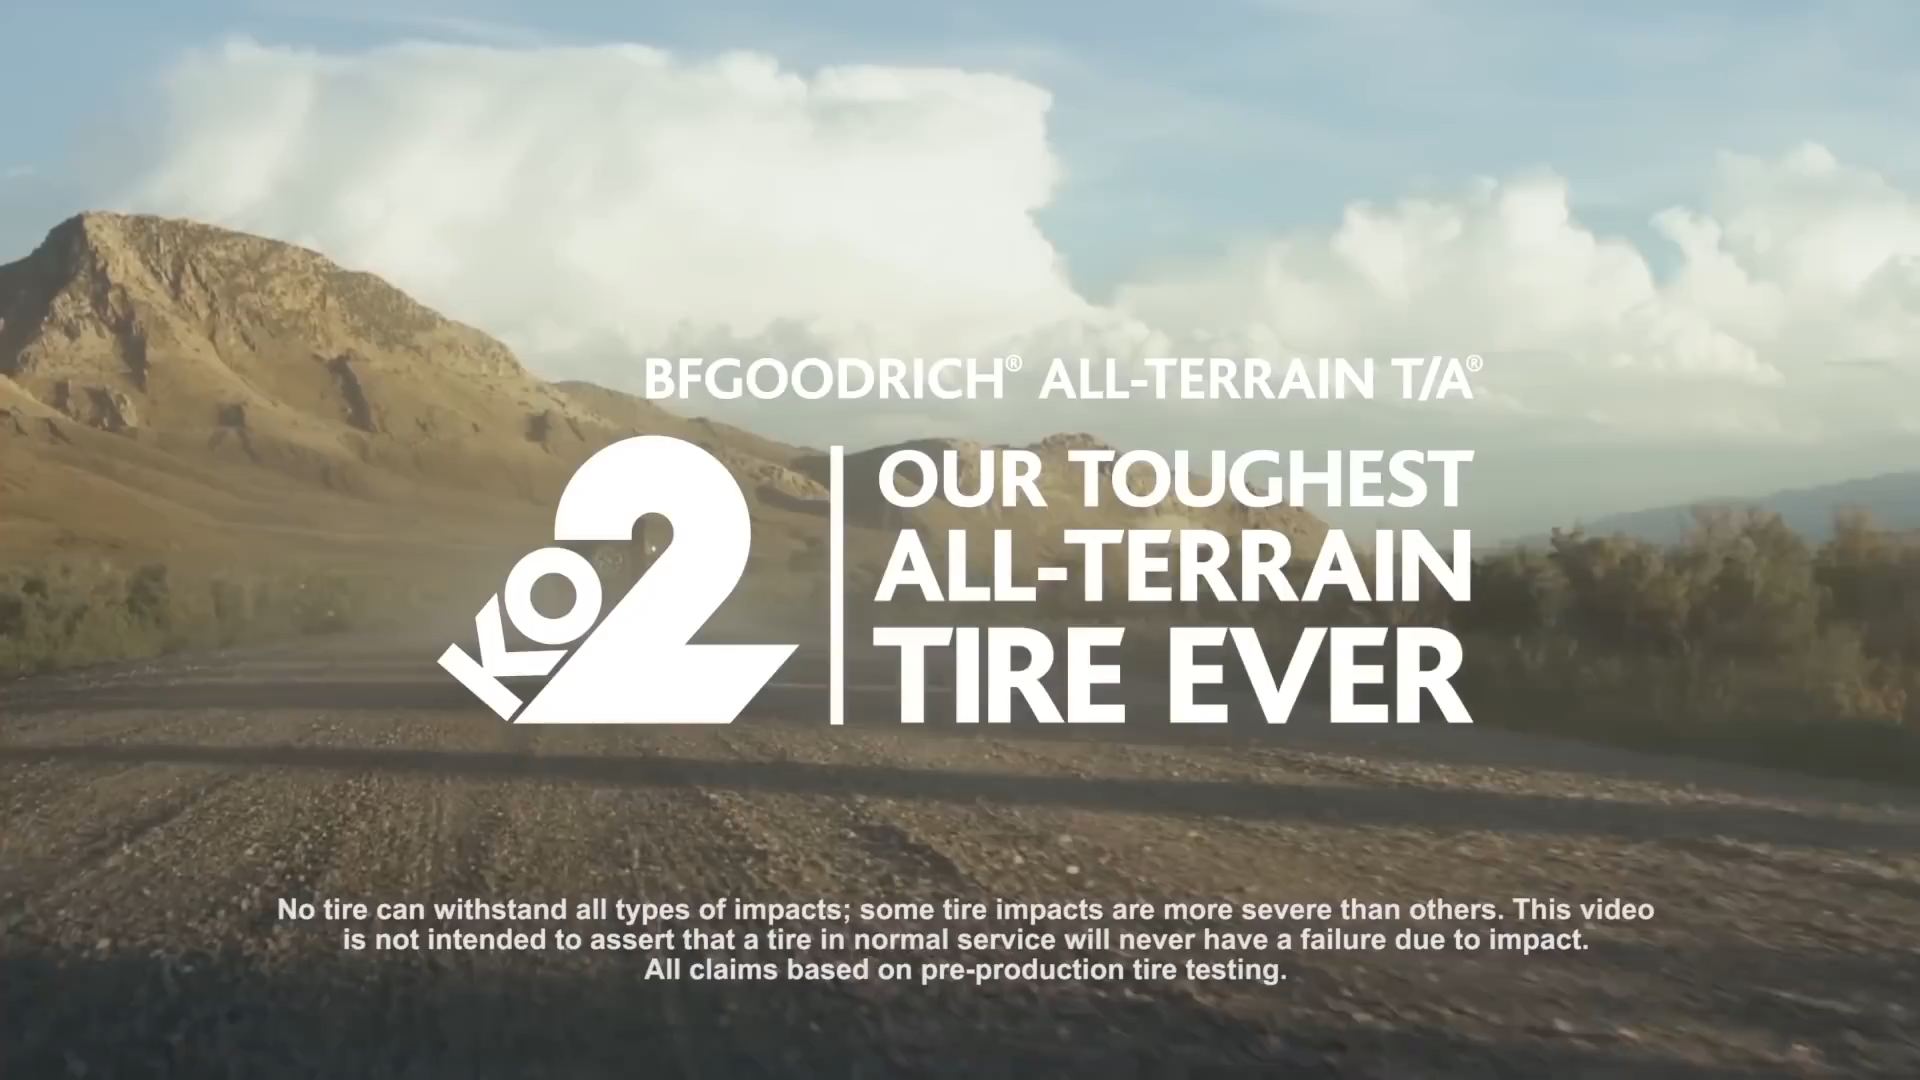 BFGOODRICH® ALL-TERRAIN T/A®
KO2
OUR TOUGHEST
ALL-TERRAIN
TIRE EVER
No tire can withstand all types of impacts; some tire impacts are more severe than others. This video
is not intended to assert that a tire in normal service will never have a failure due to impact.
All claims based on pre-production tire testing.